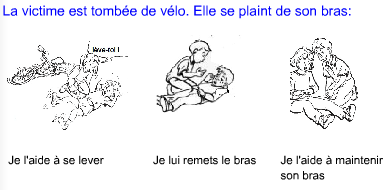 La victime est tombée de vélo. Elle se plaint de son bras:
lève-toi !
Je l'aide à se lever
Je lui remets le bras
Je l'aide à maintenir
son bras